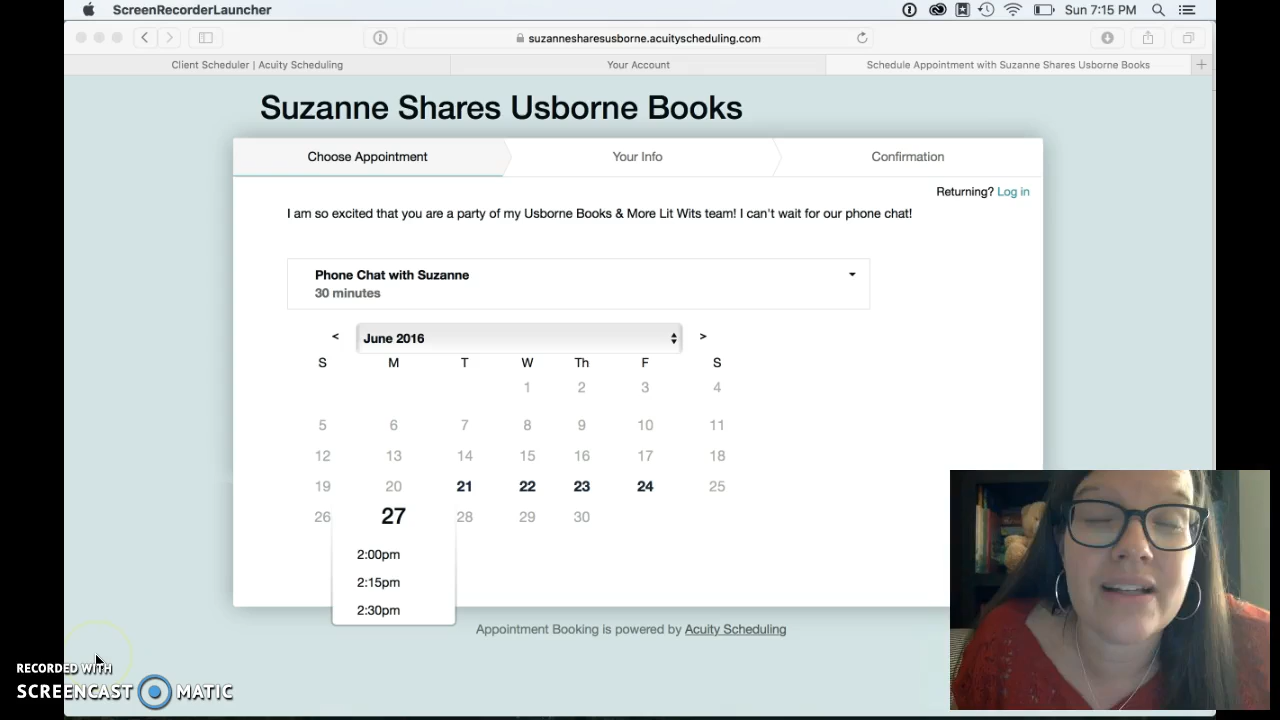 ScreenRecorderLauncher
Sun 7:15 PM
suzannesharesusborne.acuityscheduling.com
Client Scheduler | Acuity Scheduling
Your Account
Schedule Appointment with Suzanne Shares Usborne Books
Suzanne Shares Usborne Books
Choose Appointment
Your Info
Confirmation
Returning? Log in
I am so excited that you are a party of my Usborne Books & More Lit Wits team! I can't wait for our phone chat!
Phone Chat with Suzanne
30 minutes
< June 2016 >
S M T W Th F S
1 2 3 4
5 6 7 8 9 10 11
12 13 14 15 16 17 18
19 20 21 22 23 24 25
26 27 28 29 30
2:00pm
2:15pm
2:30pm
Appointment Booking is powered by Acuity Scheduling
RECORDED WITH
SCREENCAST MATIC